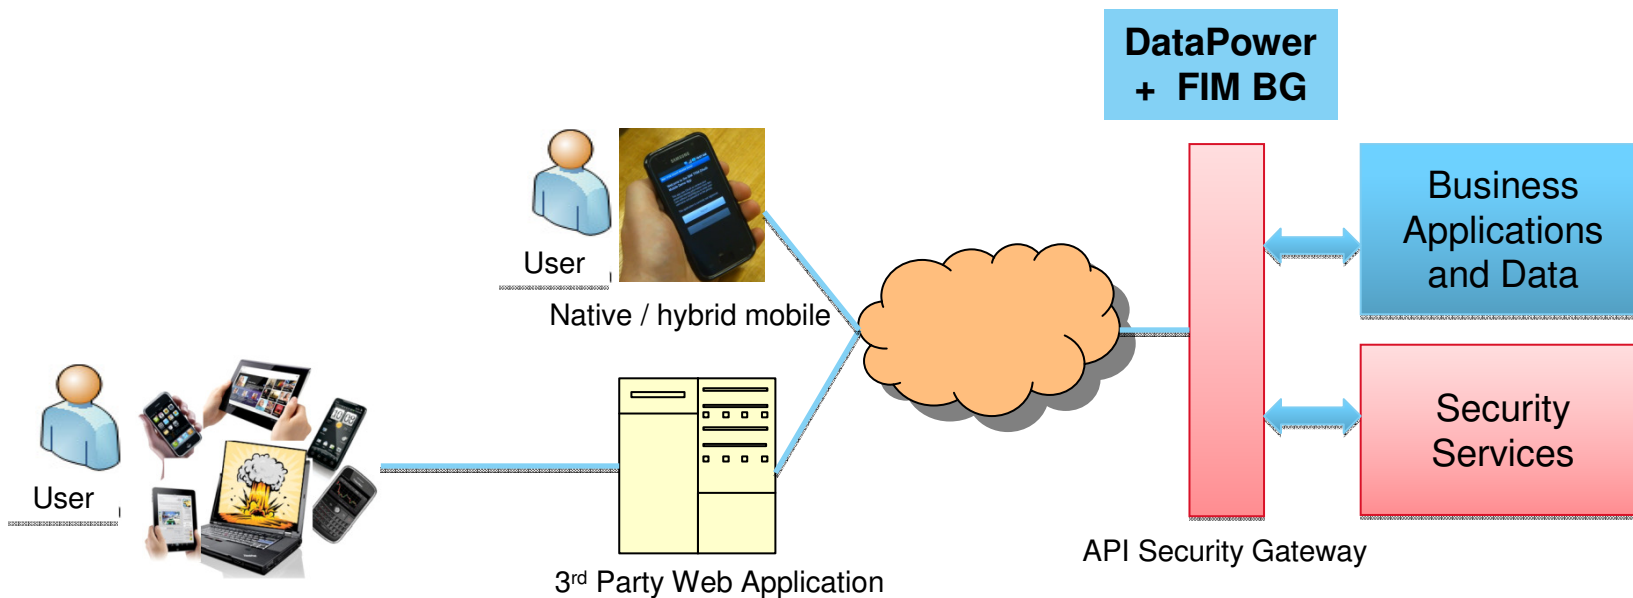 DataPower
+ FIM BG
User
Native / hybrid mobile
User
3rd Party Web Application
API Security Gateway
Business
Applications
and Data
Security
Services
SAMSUNG